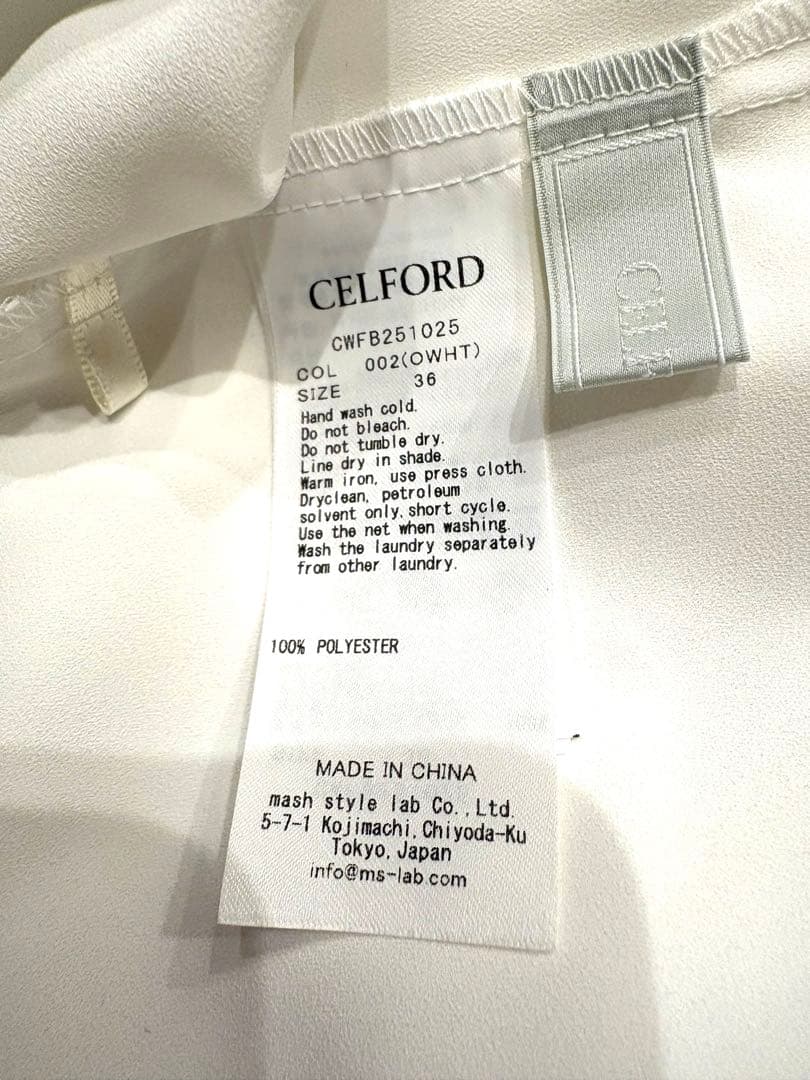 CELFORD
CWFB251025
COL 002(OWHT)
SIZE 36
Hand wash cold.
Do not bleach.
Do not tumble dry.
Line dry in shade.
Warm iron, use press cloth.
Dryclean, petroleum
solvent only, short cycle.
Use the net when washing.
Wash the laundry separately
from other laundry.
100% POLYESTER
MADE IN CHINA
mash style lab Co.,Ltd.
5-7-1 Kojimachi,Chiyoda-Ku
Tokyo,Japan
info@ms-lab.com